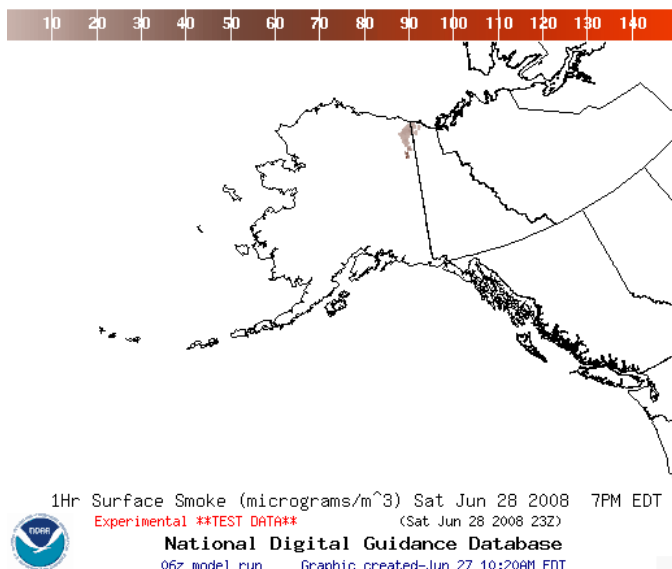 10 20 30 40 50 60 70 80 90 100 110 120 130 140
1Hr Surface Smoke (micrograms/m^3) Sat Jun 28 2008 7PM EDT
Experimental **TEST DATA** (Sat Jun 28 2008 23Z)
NOAA
National Digital Guidance Database
06z model run Graphic created-Jun 27 10:20AM EDT